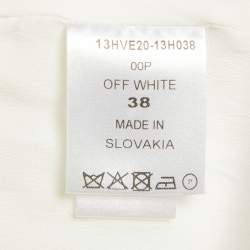 13HVE20-13H038
00P
OFF WHITE
38
MADE IN
SLOVAKIA